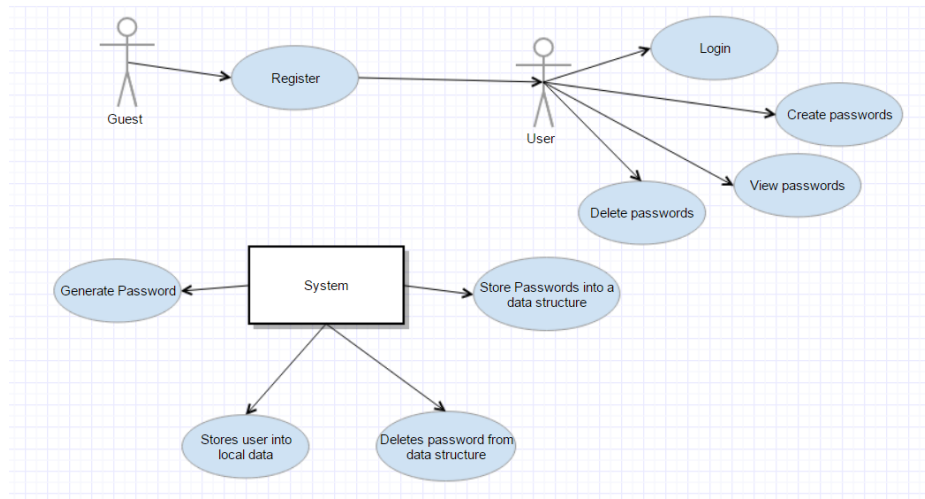 Login
Register
Create passwords
Guest
User
View passwords
Delete passwords
System
Generate Password
Store Passwords into a
data structure
Stores user into
local data
Deletes password from
data structure